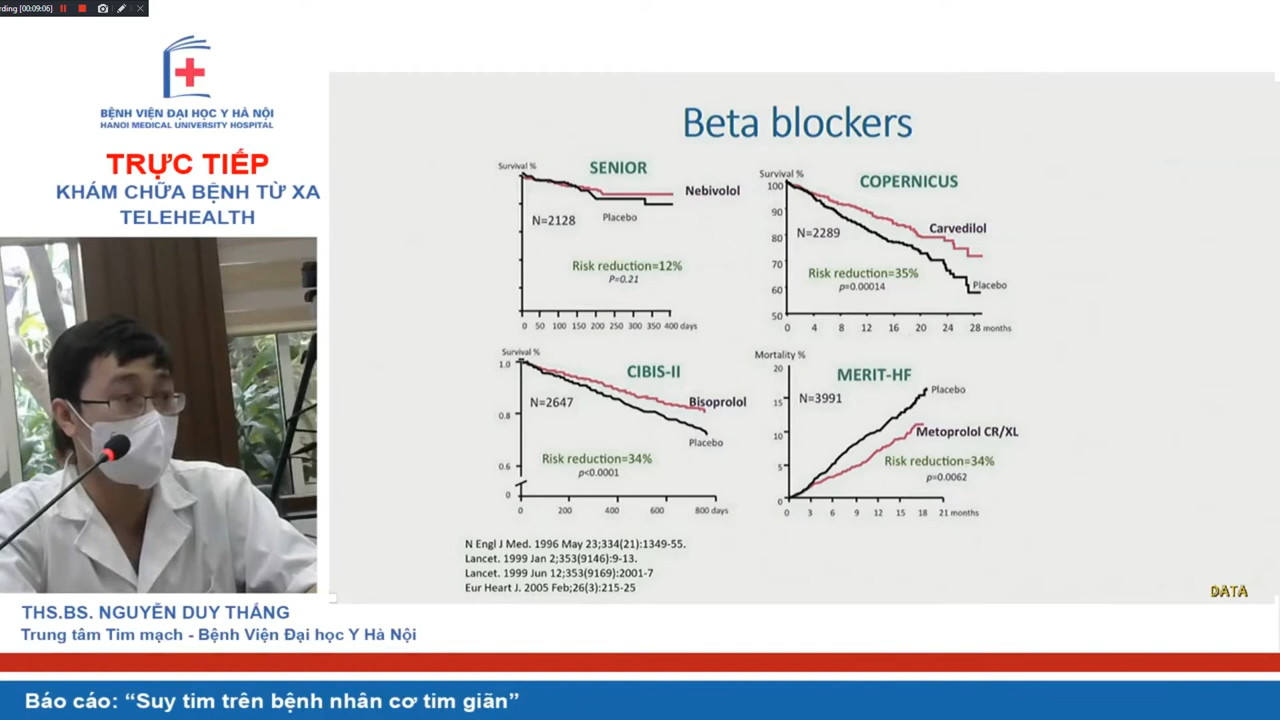 rding [00:09:06]
BỆNH VIỆN ĐẠI HỌC Y HÀ NỘI
HANOI MEDICAL UNIVERSITY HOSPITAL
TRỰC TIẾP
KHÁM CHỮA BỆNH TỪ XA
TELEHEALTH
Beta blockers
Survival %
SENIOR
Nebivolol
Placebo
N=2128
Risk reduction=12%
P=0.21
0 50 100 150 200 250 300 350 400 days
Survival %
COPERNICUS
100
90
80
70
60
50
N=2289
Carvedilol
Risk reduction=35%
p=0.00014
Placebo
0 4 8 12 16 20 24 28 months
Survival %
CIBIS-II
1.0
0.8
0.6
0
N=2647
Bisoprolol
Placebo
Risk reduction=34%
p<0.0001
0 200 400 600 800 days
Mortality %
MERIT-HF
20
15
10
5
0
N=3991
Placebo
Metoprolol CR/XL
Risk reduction=34%
p=0.0062
0 3 6 9 12 15 18 21 months
N Engl J Med. 1996 May 23;334(21):1349-55.
Lancet. 1999 Jan 2;353(9146):9-13.
Lancet. 1999 Jun 12;353(9169):2001-7
Eur Heart J. 2005 Feb;26(3):215-25
DATA
THS.BS. NGUYỄN DUY THẮNG
Trung tâm Tim mạch - Bệnh Viện Đại học Y Hà Nội
Báo cáo: “Suy tim trên bệnh nhân cơ tim giãn”